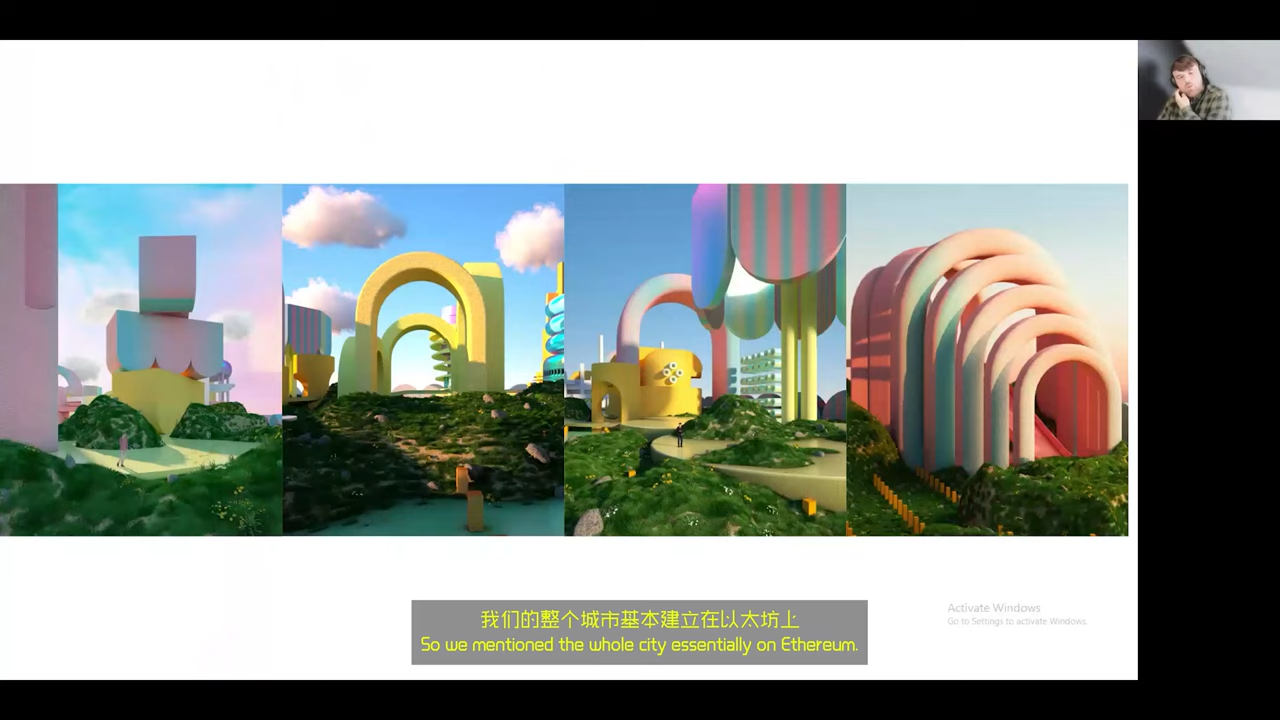 我们的整个城市基本建立在以太坊上
So we mentioned the whole city essentially on Ethereum.
Activate Windows
Go to Settings to activate Windows.